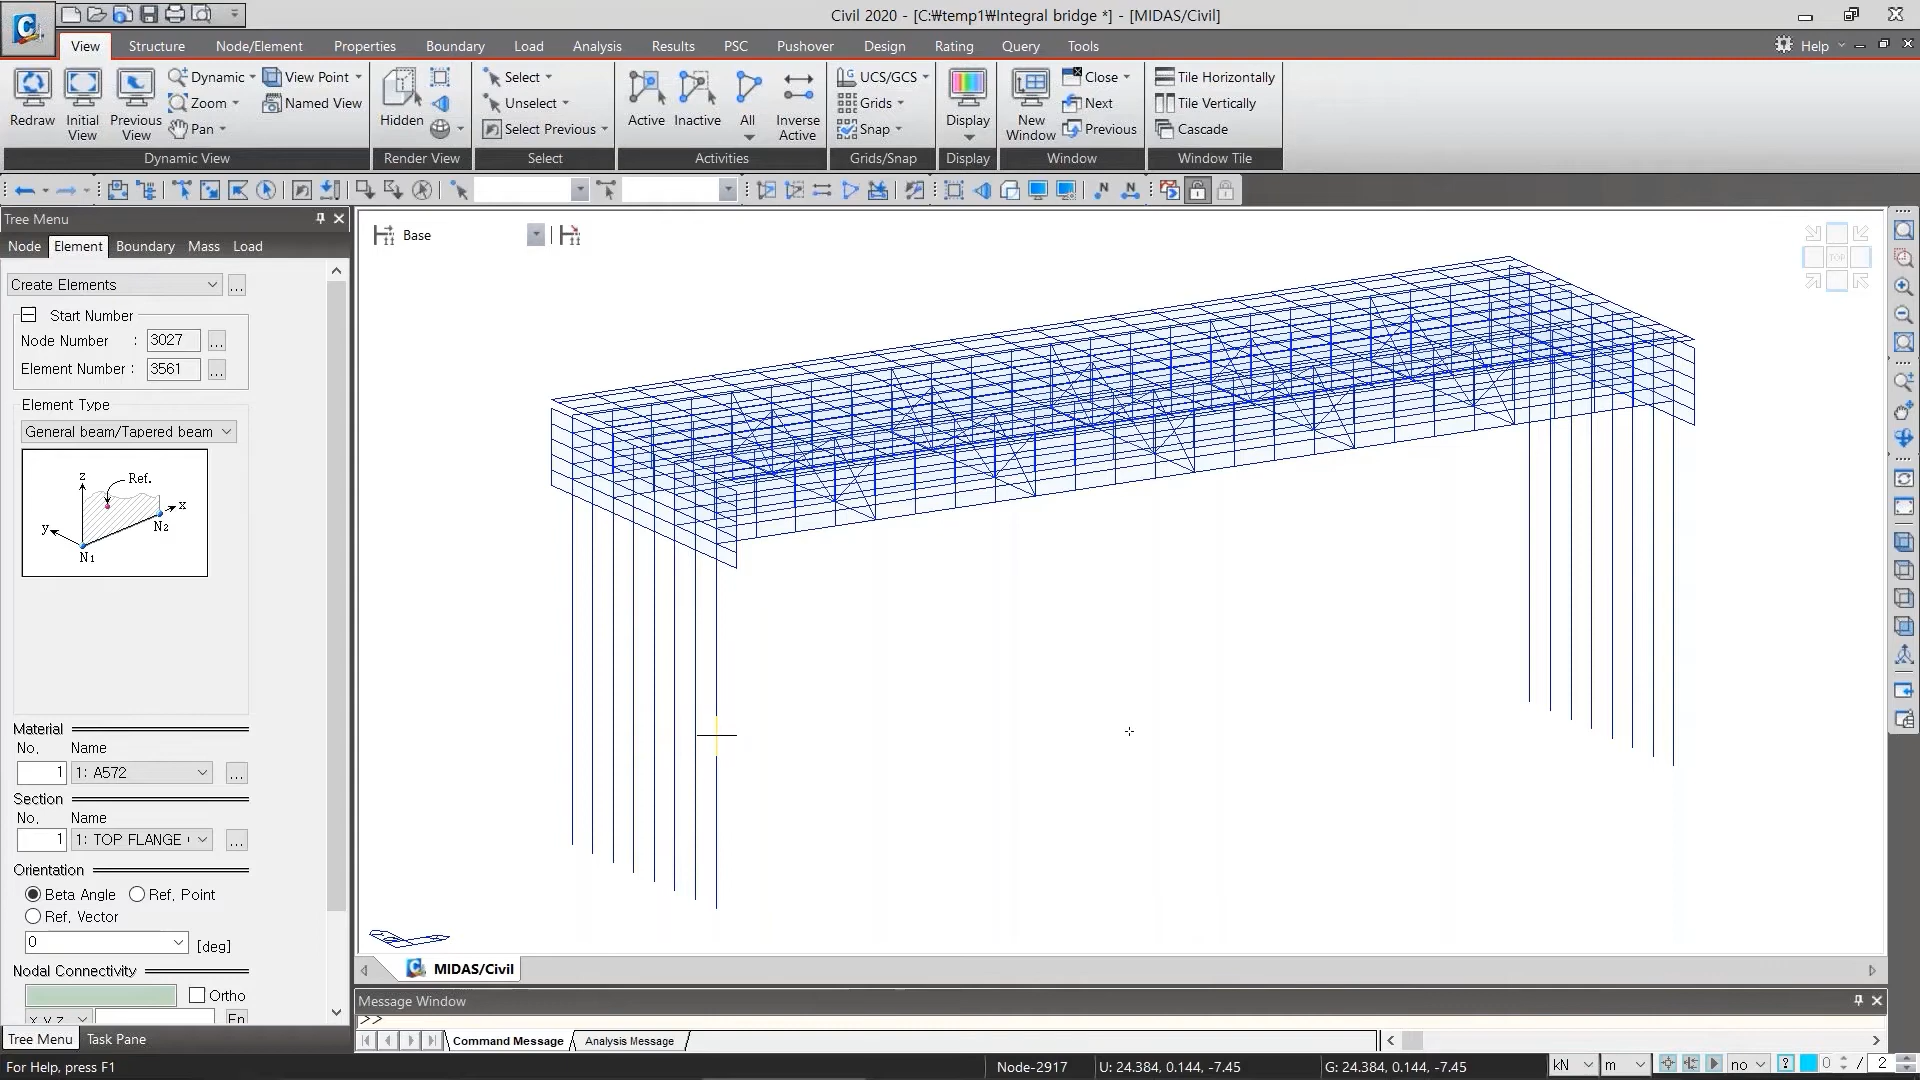 Civil 2020 - [C:₩temp1₩Integral bridge *] - [MIDAS/Civil]
View Structure Node/Element Properties Boundary Load Analysis Results PSC Pushover Design Rating Query Tools Help
Redraw
Initial View
Previous View
Dynamic
Zoom
Pan
View Point
Named View
Dynamic View
Hidden
Render View
Select
Unselect
Select Previous
Select
Active
Inactive
All
Inverse Active
Activities
UCS/GCS
Grids
Snap
Grids/Snap
Display
Display
New Window
Close
Next
Previous
Window
Tile Horizontally
Tile Vertically
Cascade
Window Tile
Tree Menu
Node Element Boundary Mass Load
Create Elements ...
Start Number
Node Number : 3027 ...
Element Number : 3561 ...
Element Type
General beam/Tapered beam
z
Ref.
x
y
N2
N1
Material
No. Name
1 1: A572 ...
Section
No. Name
1 1: TOP FLANGE ...
Orientation
Beta Angle Ref. Point
Ref. Vector
0 [deg]
Nodal Connectivity
Ortho
x,y,z
Tree Menu Task Pane
Base
TOP
MIDAS/Civil
Message Window
>>
Command Message Analysis Message
For Help, press F1
Node-2917 U: 24.384, 0.144, -7.45 G: 24.384, 0.144, -7.45 kN m no ? 0 / 2